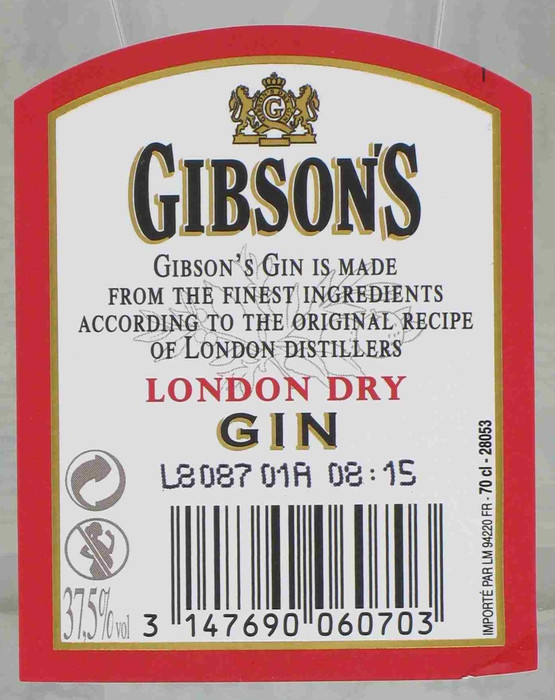 G
GIBSON'S
GIBSON'S GIN IS MADE
FROM THE FINEST INGREDIENTS
ACCORDING TO THE ORIGINAL RECIPE
OF LONDON DISTILLERS
LONDON DRY
GIN
L8087 01A 08:15
37,5% vol
3 147690 060703
IMPORTÉ PAR LM 94220 FR - 70 cl - 28053